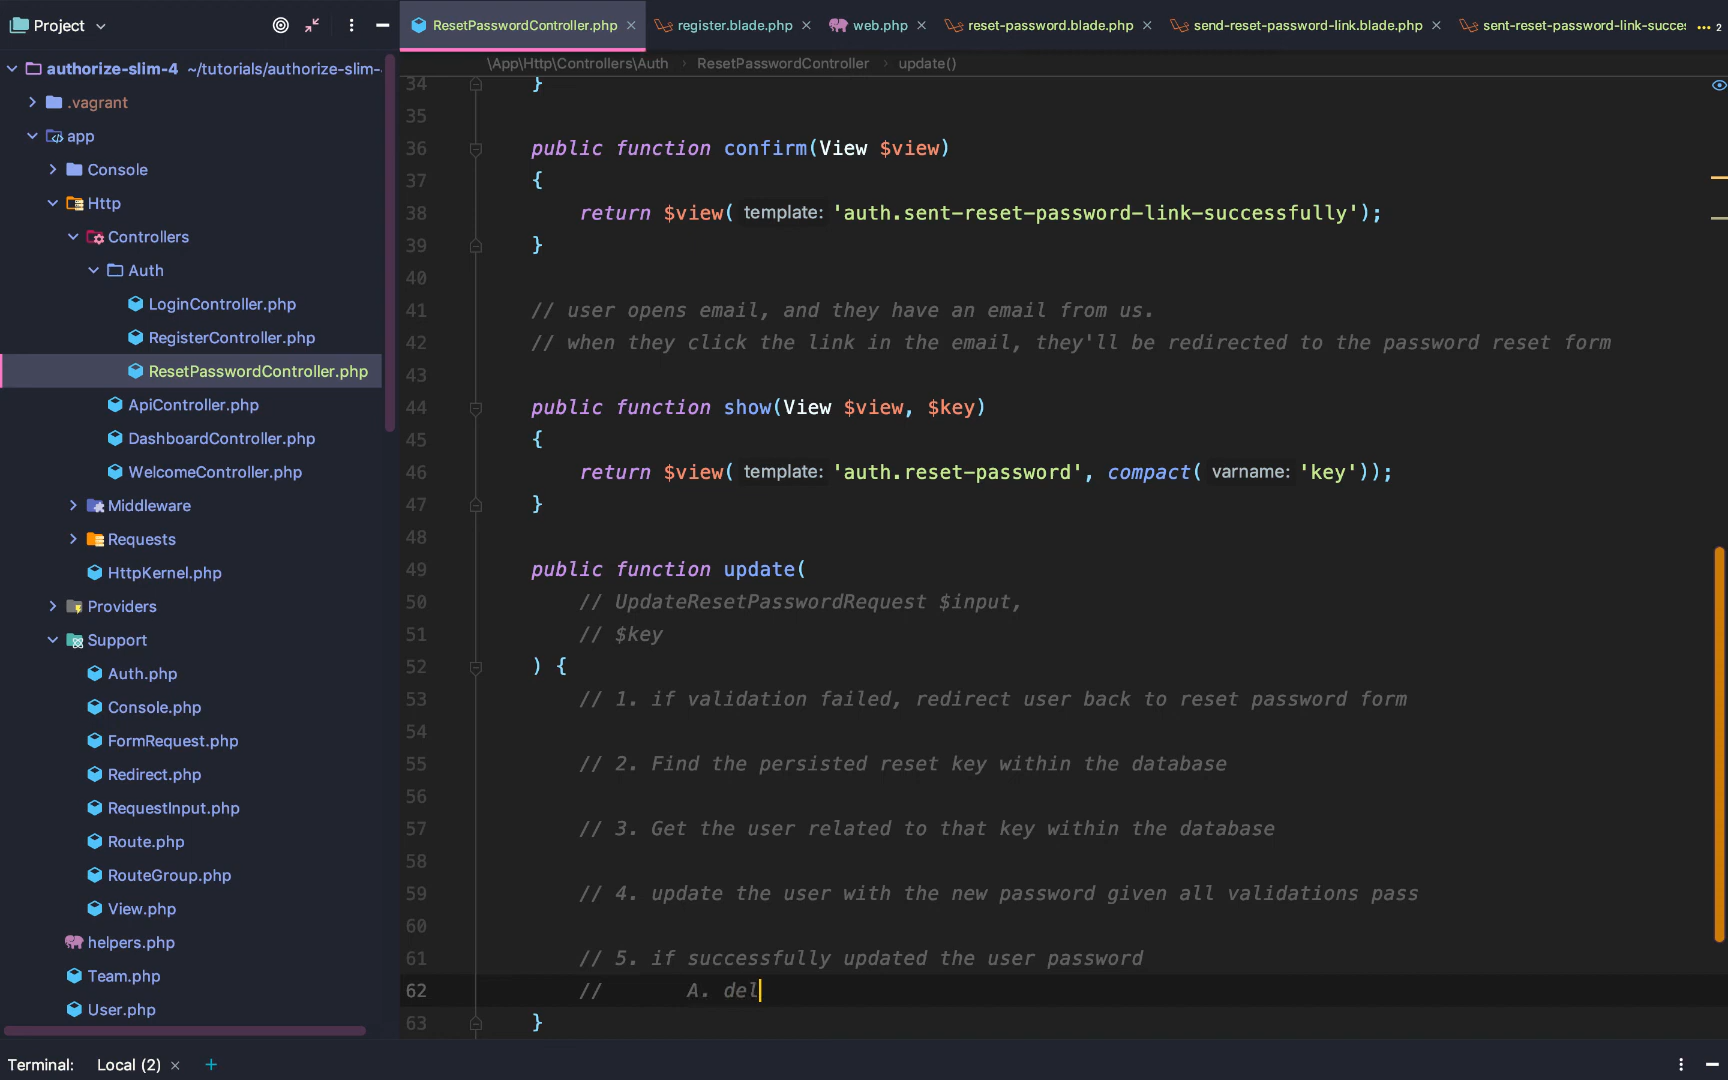 Project
ResetPasswordController.php
register.blade.php
web.php
reset-password.blade.php
send-reset-password-link.blade.php
sent-reset-password-link-succes
2
authorize-slim-4 ~/tutorials/authorize-slim-
\App\Http\Controllers\Auth › ResetPasswordController › update()
.vagrant
app
Console
Http
Controllers
Auth
LoginController.php
RegisterController.php
ResetPasswordController.php
ApiController.php
DashboardController.php
WelcomeController.php
Middleware
Requests
HttpKernel.php
Providers
Support
Auth.php
Console.php
FormRequest.php
Redirect.php
RequestInput.php
Route.php
RouteGroup.php
View.php
helpers.php
Team.php
User.php
34 }
35
36 public function confirm(View $view)
37 {
38 return $view( template: 'auth.sent-reset-password-link-successfully');
39 }
40
41 // user opens email, and they have an email from us.
42 // when they click the link in the email, they'll be redirected to the password reset form
43
44 public function show(View $view, $key)
45 {
46 return $view( template: 'auth.reset-password', compact( varname: 'key'));
47 }
48
49 public function update(
50 // UpdateResetPasswordRequest $input,
51 // $key
52 ) {
53 // 1. if validation failed, redirect user back to reset password form
54
55 // 2. Find the persisted reset key within the database
56
57 // 3. Get the user related to that key within the database
58
59 // 4. update the user with the new password given all validations pass
60
61 // 5. if successfully updated the user password
62 // A. del
63 }
Terminal: Local (2) × +